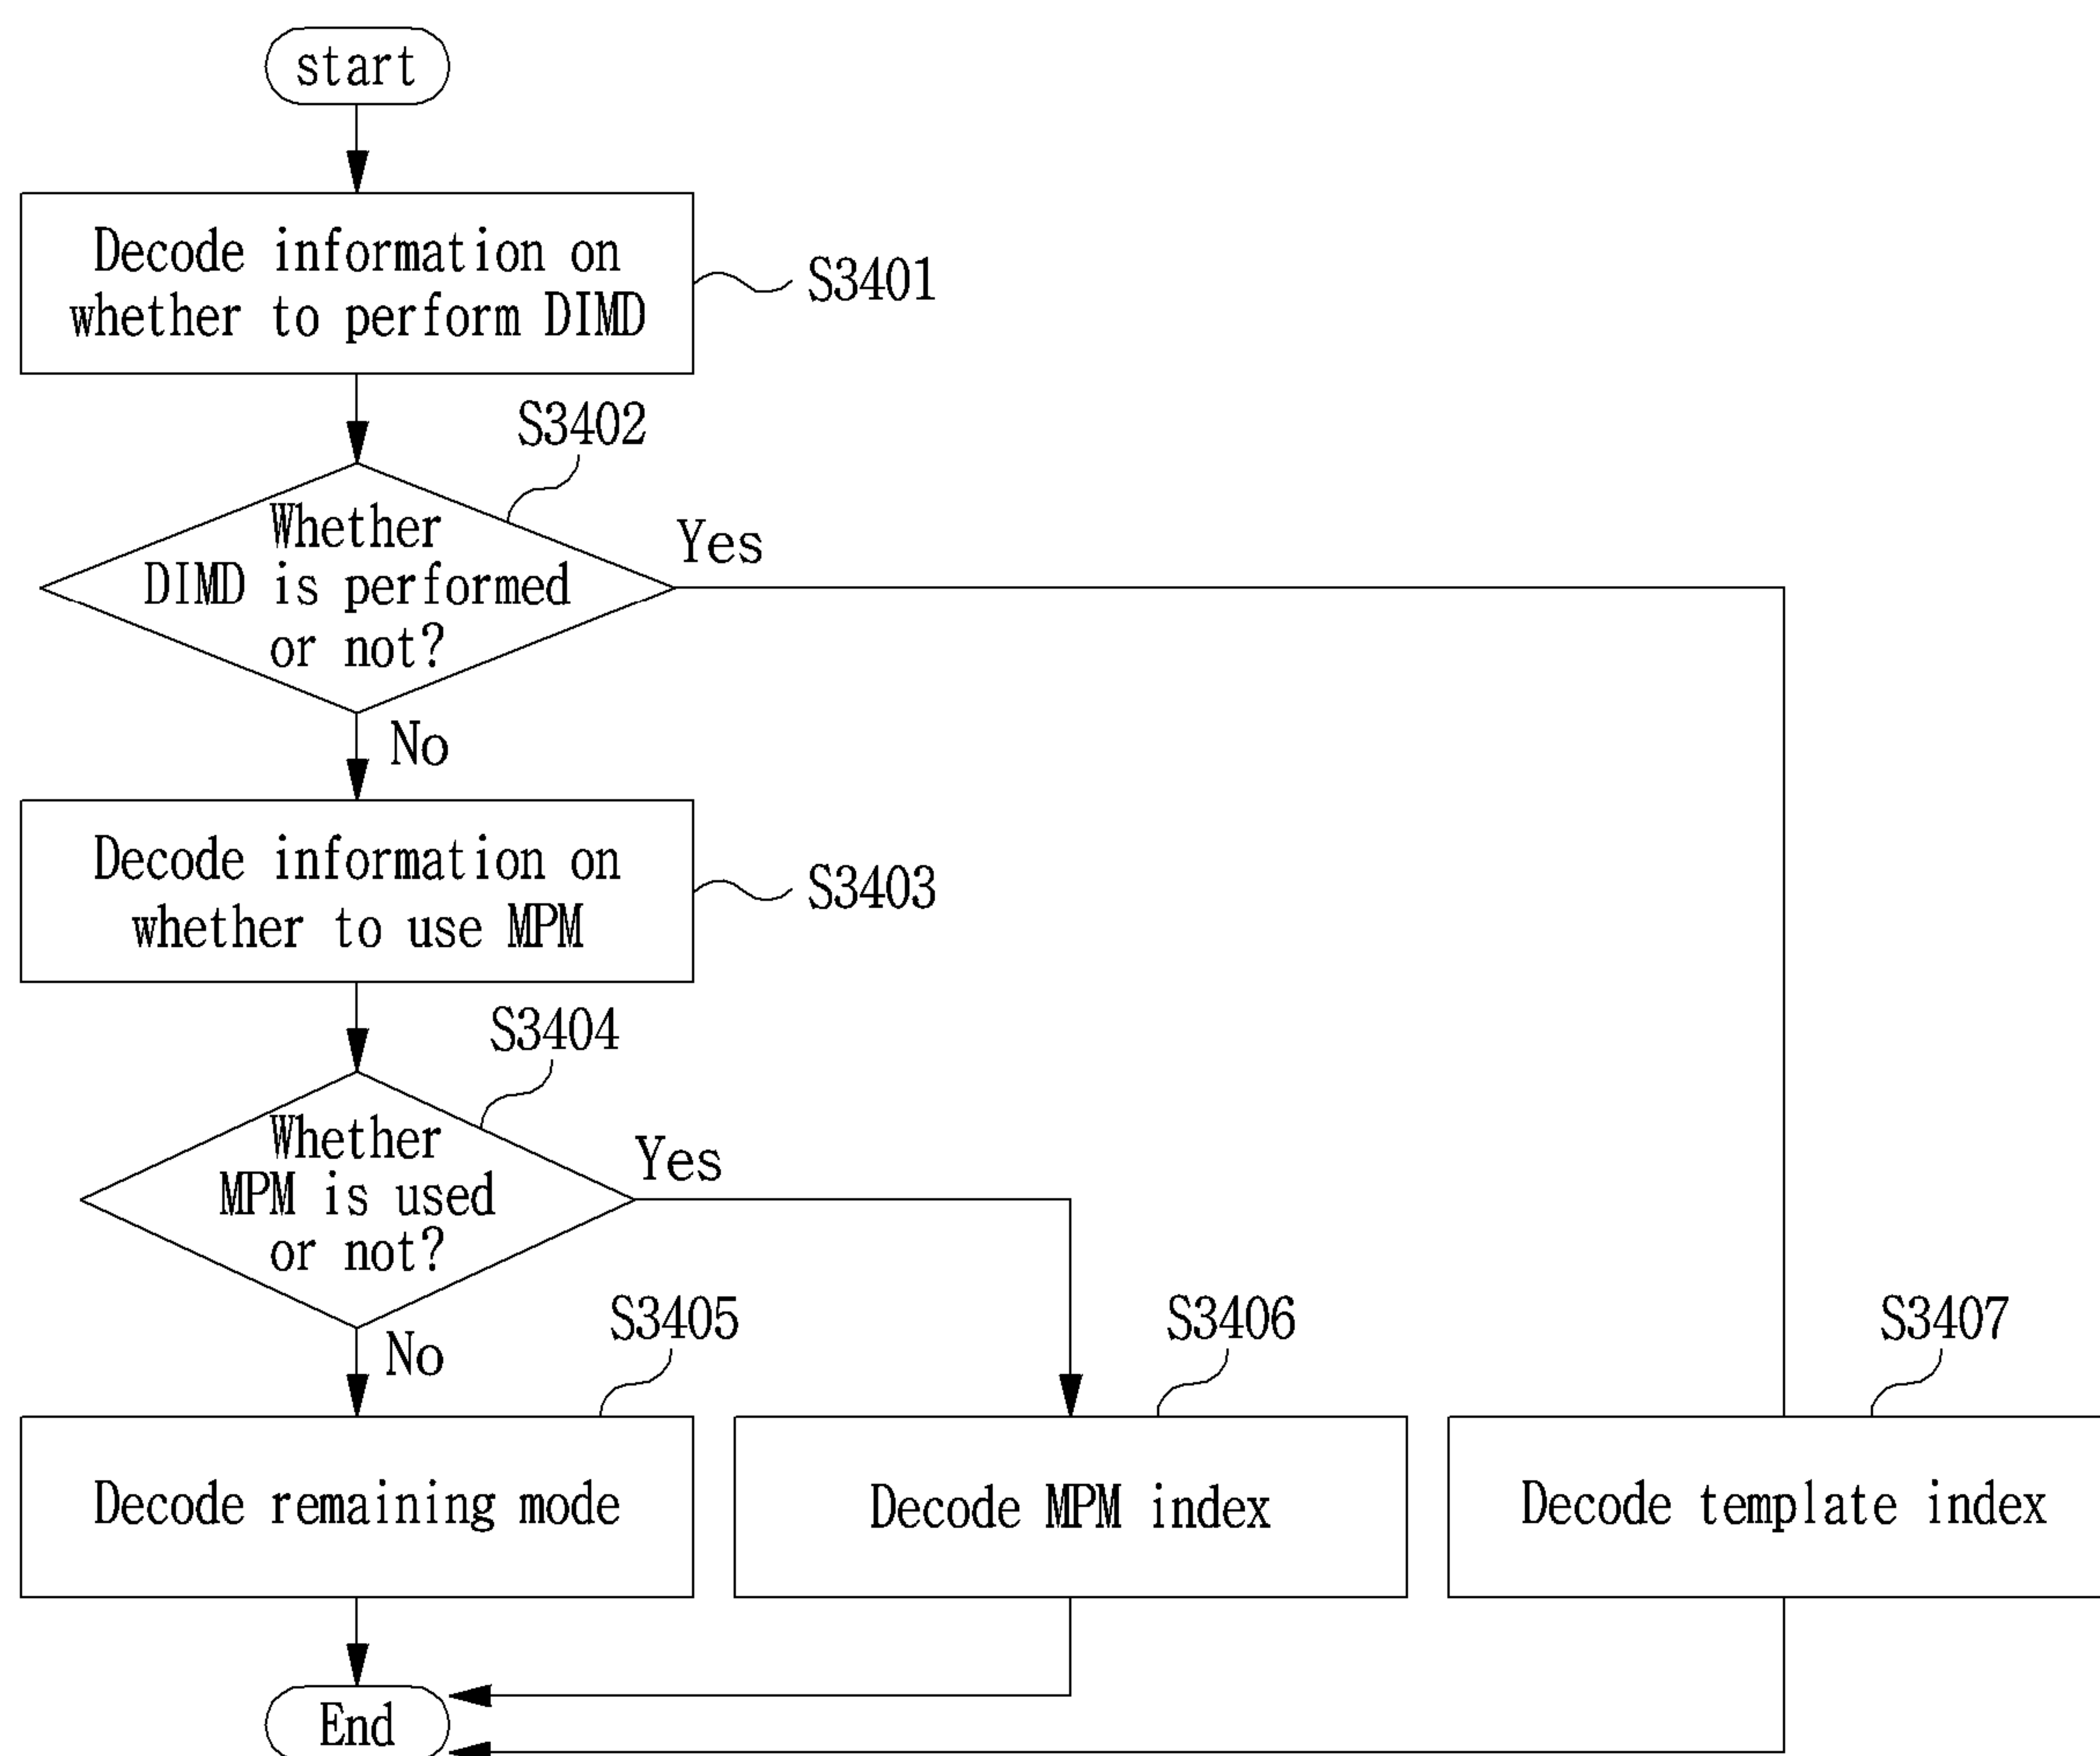 start
Decode information on
whether to perform DIMD
S3401
S3402
Whether
DIMD is performed
or not?
Yes
No
Decode information on
whether to use MPM
S3403
S3404
Whether
MPM is used
or not?
Yes
No
S3405
S3406
S3407
Decode remaining mode
Decode MPM index
Decode template index
End